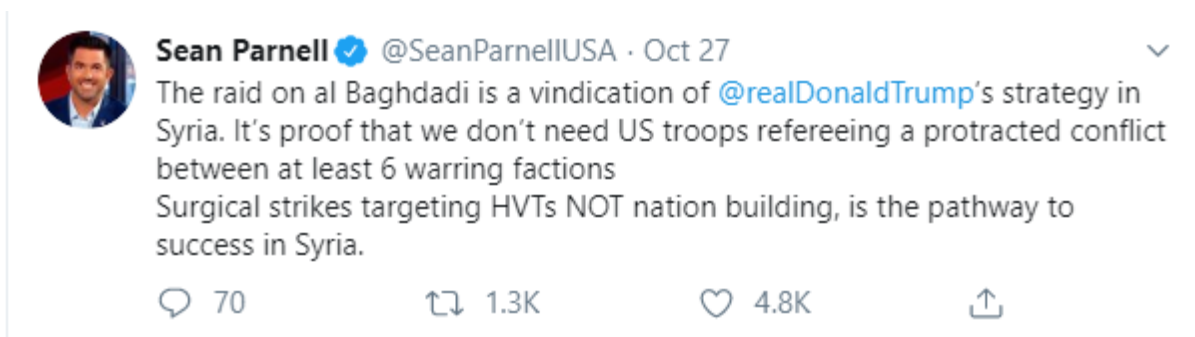 Sean Parnell @SeanParnellUSA · Oct 27
The raid on al Baghdadi is a vindication of @realDonaldTrump’s strategy in
Syria. It’s proof that we don’t need US troops refereeing a protracted conflict
between at least 6 warring factions
Surgical strikes targeting HVTs NOT nation building, is the pathway to
success in Syria.
70 1.3K 4.8K